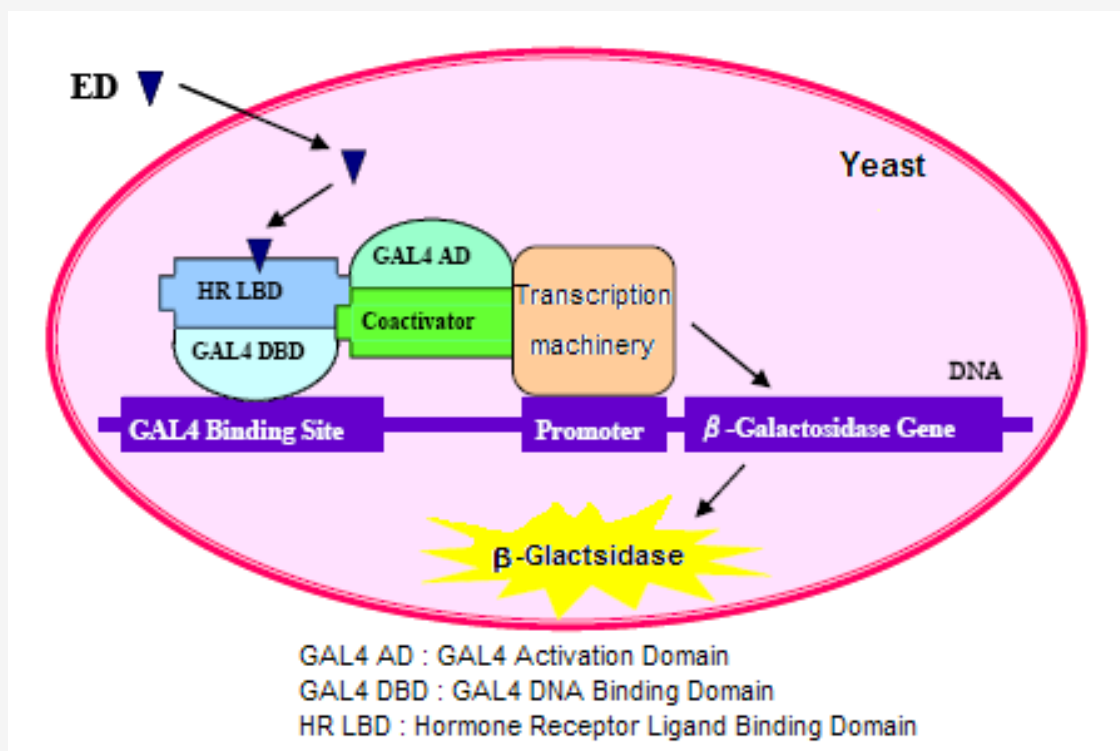 ED
Yeast
GAL4 AD
HR LBD
Transcription
Coactivator
machinery
GAL4 DBD
DNA
GAL4 Binding Site
Promoter
β-Galactosidase Gene
β-Glactsidase
GAL4 AD : GAL4 Activation Domain
GAL4 DBD : GAL4 DNA Binding Domain
HR LBD : Hormone Receptor Ligand Binding Domain